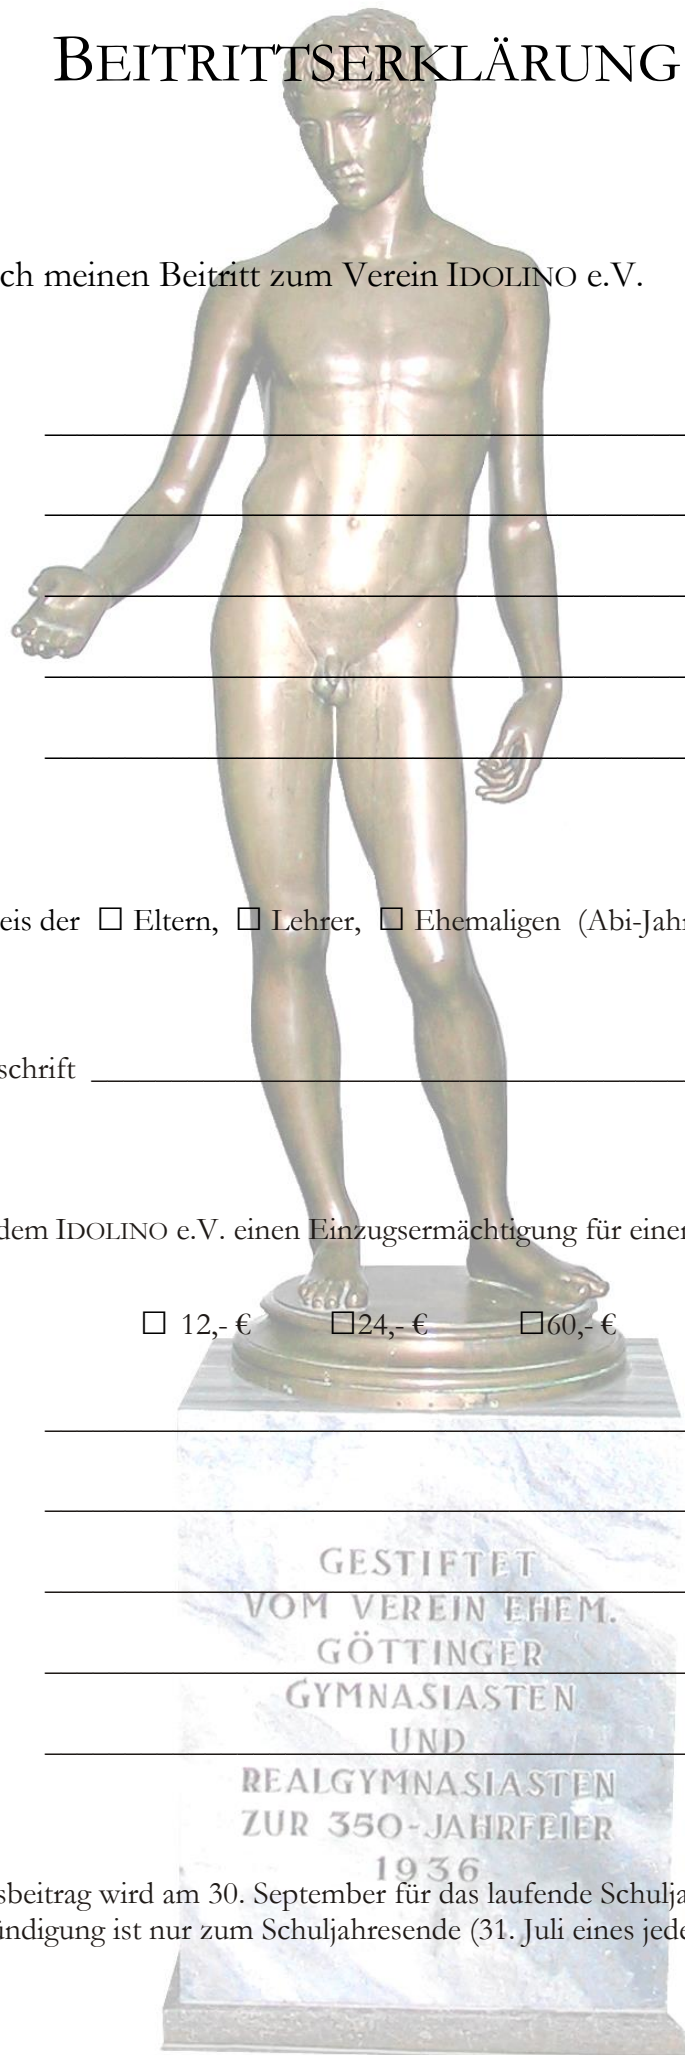 BEITRITTSERKLÄRUNG
ch meinen Beitritt zum Verein IDOLINO e.V.
eis der ☐ Eltern, ☐ Lehrer, ☐ Ehemaligen (Abi-Jahr
schrift
dem IDOLINO e.V. einen Einzugsermächtigung für einen
☐ 12,- € ☐24,- € ☐60,- €
GESTIFTET
VOM VEREIN EHEM.
GÖTTINGER
GYMNASIASTEN
UND
REALGYMNASIASTEN
ZUR 350-JAHRFEIER
1936
sbeitrag wird am 30. September für das laufende Schulja
ündigung ist nur zum Schuljahresende (31. Juli eines jede